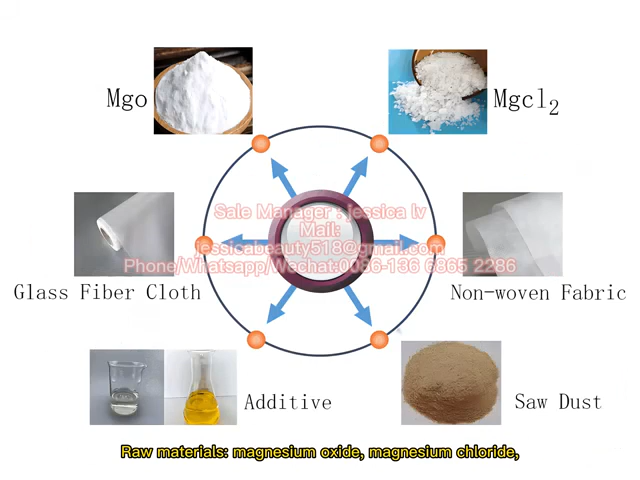 Mgo
Mgcl2
Sale Manager : jessica lv
Mail:
jessicabeauty518@gmail.com
Phone/Whatsapp/Wechat:0086-136 6865 2286
Glass Fiber Cloth
Non-woven Fabric
Additive
Saw Dust
Raw materials: magnesium oxide, magnesium chloride,